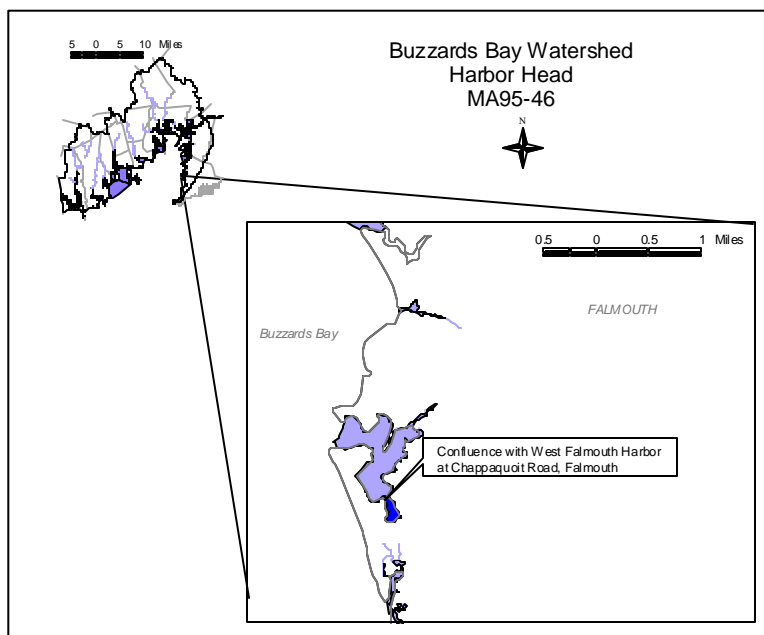 5 0 5 10 Miles
Buzzards Bay Watershed
Harbor Head
MA95-46
N
0.5 0 0.5 1 Miles
FALMOUTH
Buzzards Bay
Confluence with West Falmouth Harbor
at Chappaquoit Road, Falmouth